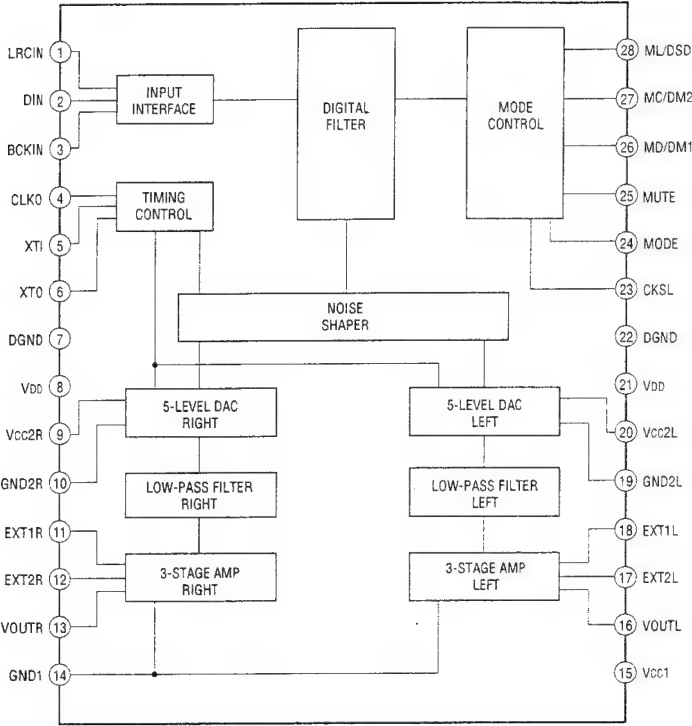 LRCIN 1
DIN 2
BCKIN 3
CLKO 4
XTI 5
XTO 6
DGND 7
VDD 8
VCC2R 9
GND2R 10
EXT1R 11
EXT2R 12
VOUTR 13
GND1 14
INPUT
INTERFACE
TIMING
CONTROL
DIGITAL
FILTER
MODE
CONTROL
NOISE
SHAPER
5-LEVEL DAC
RIGHT
5-LEVEL DAC
LEFT
LOW-PASS FILTER
RIGHT
LOW-PASS FILTER
LEFT
3-STAGE AMP
RIGHT
3-STAGE AMP
LEFT
28 ML/DSD
27 MC/DM2
26 MD/DM1
25 MUTE
24 MODE
23 CKSL
22 DGND
21 VDD
20 VCC2L
19 GND2L
18 EXT1L
17 EXT2L
16 VOUTL
15 VCC1